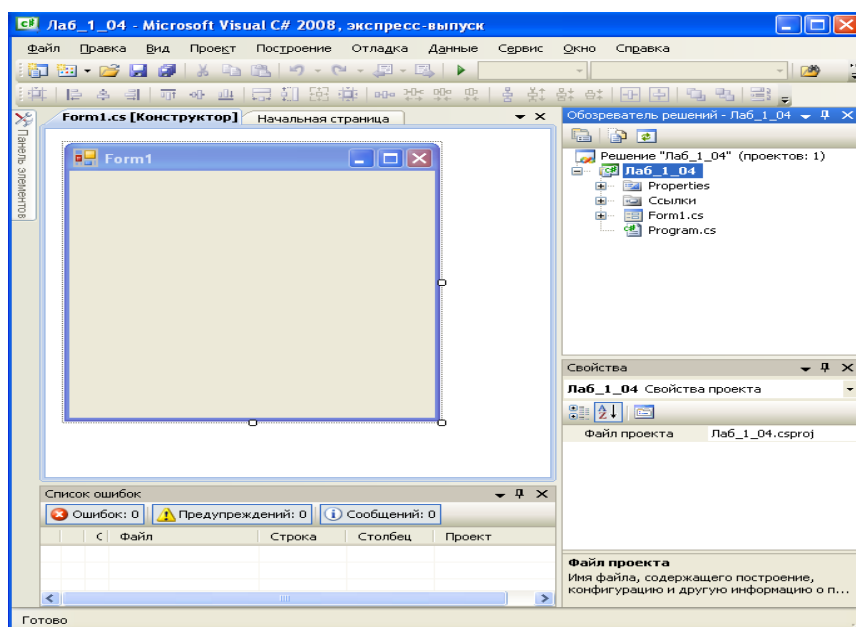 Лаб_1_04 - Microsoft Visual C# 2008, экспресс-выпуск
Файл Правка Вид Проект Построение Отладка Данные Сервис Окно Справка
Form1.cs [Конструктор] Начальная страница
Панель элементов
Form1
Обозреватель решений - Лаб_1_04
Решение "Лаб_1_04" (проектов: 1)
Лаб_1_04
Properties
Ссылки
Form1.cs
Program.cs
Свойства
Лаб_1_04 Свойства проекта
Файл проекта Лаб_1_04.csproj
Файл проекта
Имя файла, содержащего построение,
конфигурацию и другую информацию о п...
Список ошибок
Ошибок: 0 Предупреждений: 0 Сообщений: 0
С Файл Строка Столбец Проект
Готово